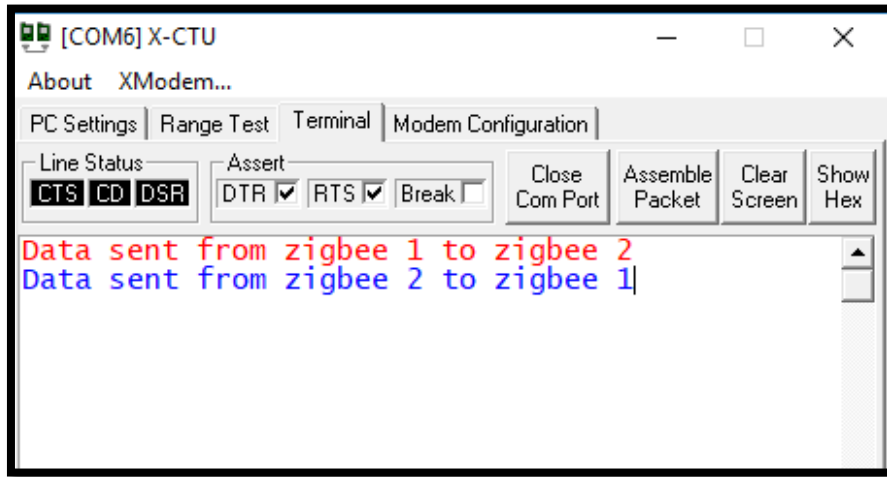 [COM6] X-CTU
About XModem...
PC Settings Range Test Terminal Modem Configuration
Line Status Assert
CTS CD DSR DTR RTS Break
Close Com Port
Assemble Packet
Clear Screen
Show Hex
Data sent from zigbee 1 to zigbee 2
Data sent from zigbee 2 to zigbee 1